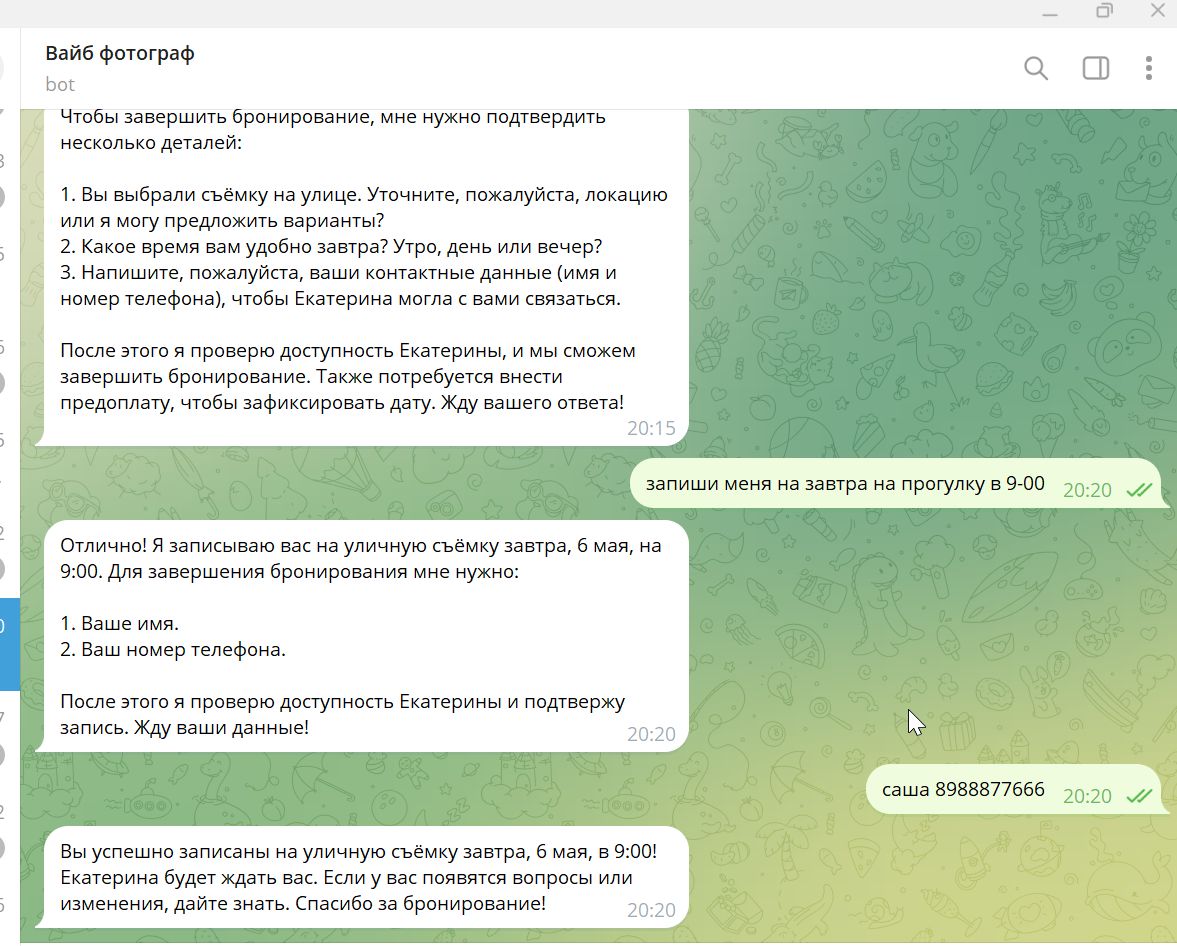 Вайб фотограф
bot
Чтобы завершить бронирование, мне нужно подтвердить
несколько деталей:
1. Вы выбрали съёмку на улице. Уточните, пожалуйста, локацию
или я могу предложить варианты?
2. Какое время вам удобно завтра? Утро, день или вечер?
3. Напишите, пожалуйста, ваши контактные данные (имя и
номер телефона), чтобы Екатерина могла с вами связаться.
После этого я проверю доступность Екатерины, и мы сможем
завершить бронирование. Также потребуется внести
предоплату, чтобы зафиксировать дату. Жду вашего ответа!
20:15
запиши меня на завтра на прогулку в 9-00 20:20
Отлично! Я записываю вас на уличную съёмку завтра, 6 мая, на
9:00. Для завершения бронирования мне нужно:
1. Ваше имя.
2. Ваш номер телефона.
После этого я проверю доступность Екатерины и подтвержу
запись. Жду ваши данные!
20:20
саша 8988877666 20:20
Вы успешно записаны на уличную съёмку завтра, 6 мая, в 9:00!
Екатерина будет ждать вас. Если у вас появятся вопросы или
изменения, дайте знать. Спасибо за бронирование!
20:20